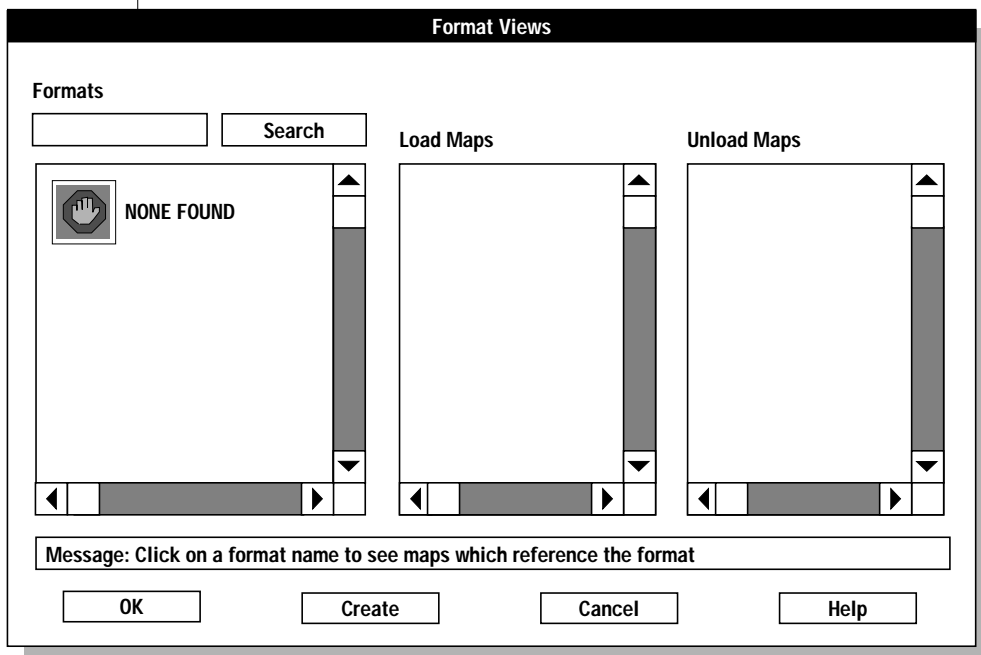 Format Views
Formats
Search
Load Maps
Unload Maps
NONE FOUND
Message: Click on a format name to see maps which reference the format
OK
Create
Cancel
Help